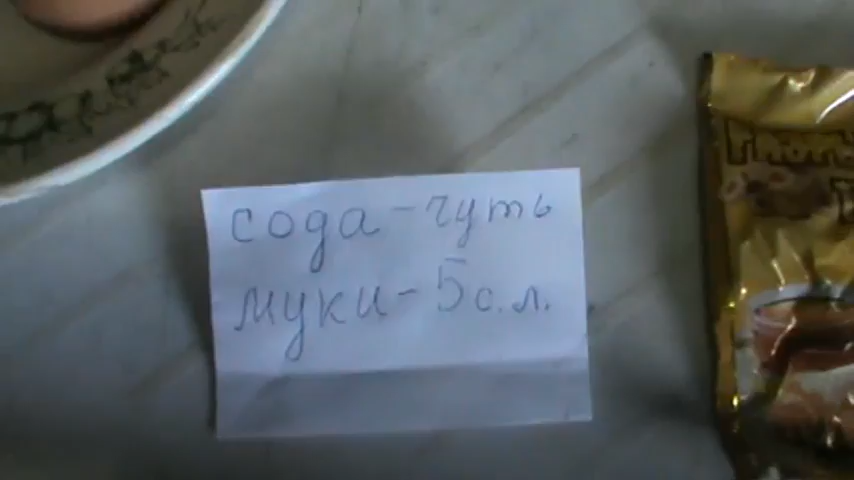 сода - чуть
муки - 5 с.л.